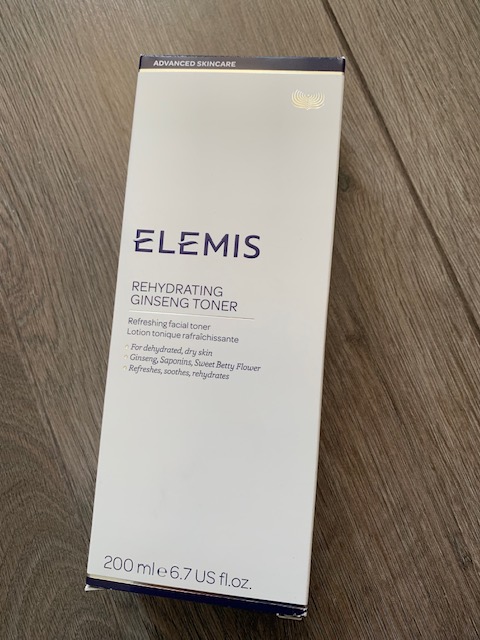 ADVANCED SKINCARE
ELEMIS
REHYDRATING
GINSENG TONER
Refreshing facial toner
Lotion tonique rafraîchissante
For dehydrated, dry skin
Ginseng, Saponins, Sweet Betty Flower
Refreshes, soothes, rehydrates
200 ml e 6.7 US fl.oz.